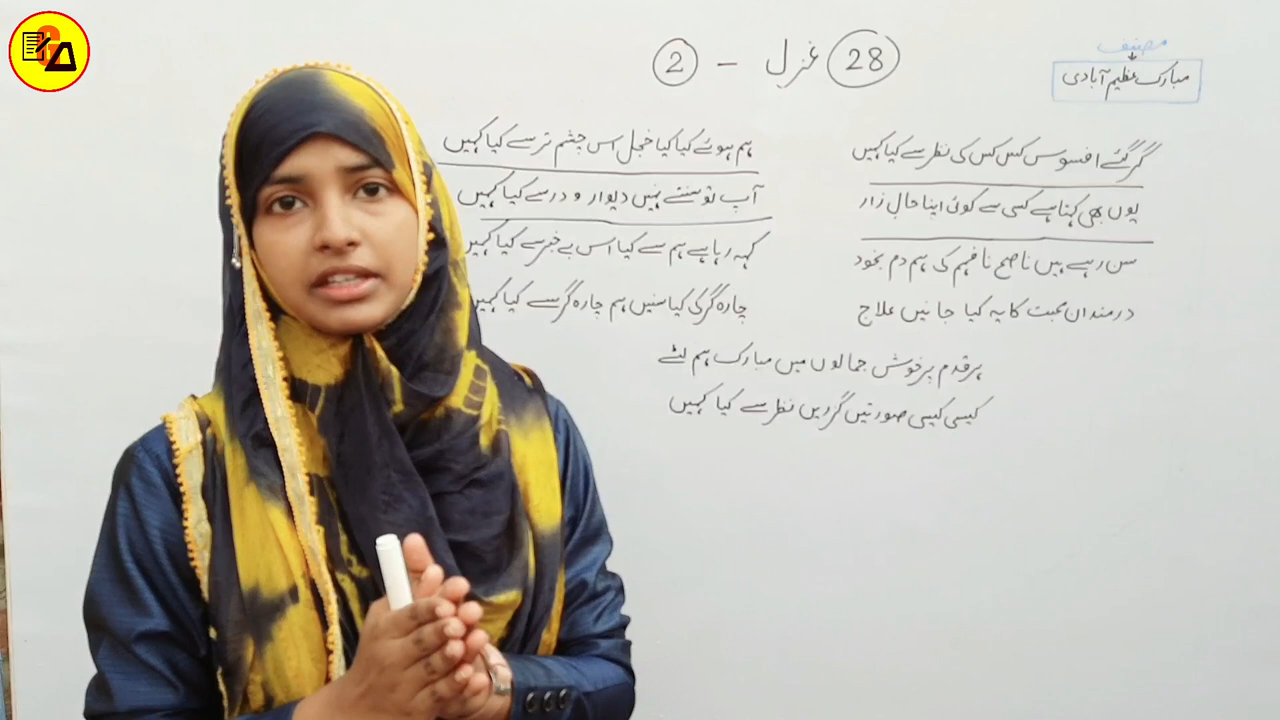 28 غزل - 2
مصنف
مبارک عظیم آبادی
گر گئے افسوس کس کس کی نظر سے کیا کہیں
ہم ہوئے کیا کیا خجل اس چشم تر سے کیا کہیں
یوں بھی کہتا ہے کسی سے کوئی اپنا حالِ زار
آپ تو سنتے نہیں دیوار و در سے کیا کہیں
سن رہے ہیں ناصح نافہم کی ہم دم بخود
کہہ رہا ہے ہم سے کیا اس بے خبر سے کیا کہیں
درمندان محبت کا یہ کیا جانیں علاج
چارہ گر کی کیا سنیں ہم چارہ گر سے کیا کہیں
ہر قدم پر خوش جمالوں میں مبارک ہم لٹے
کیسی کیسی صورتیں گزریں نظر سے کیا کہیں